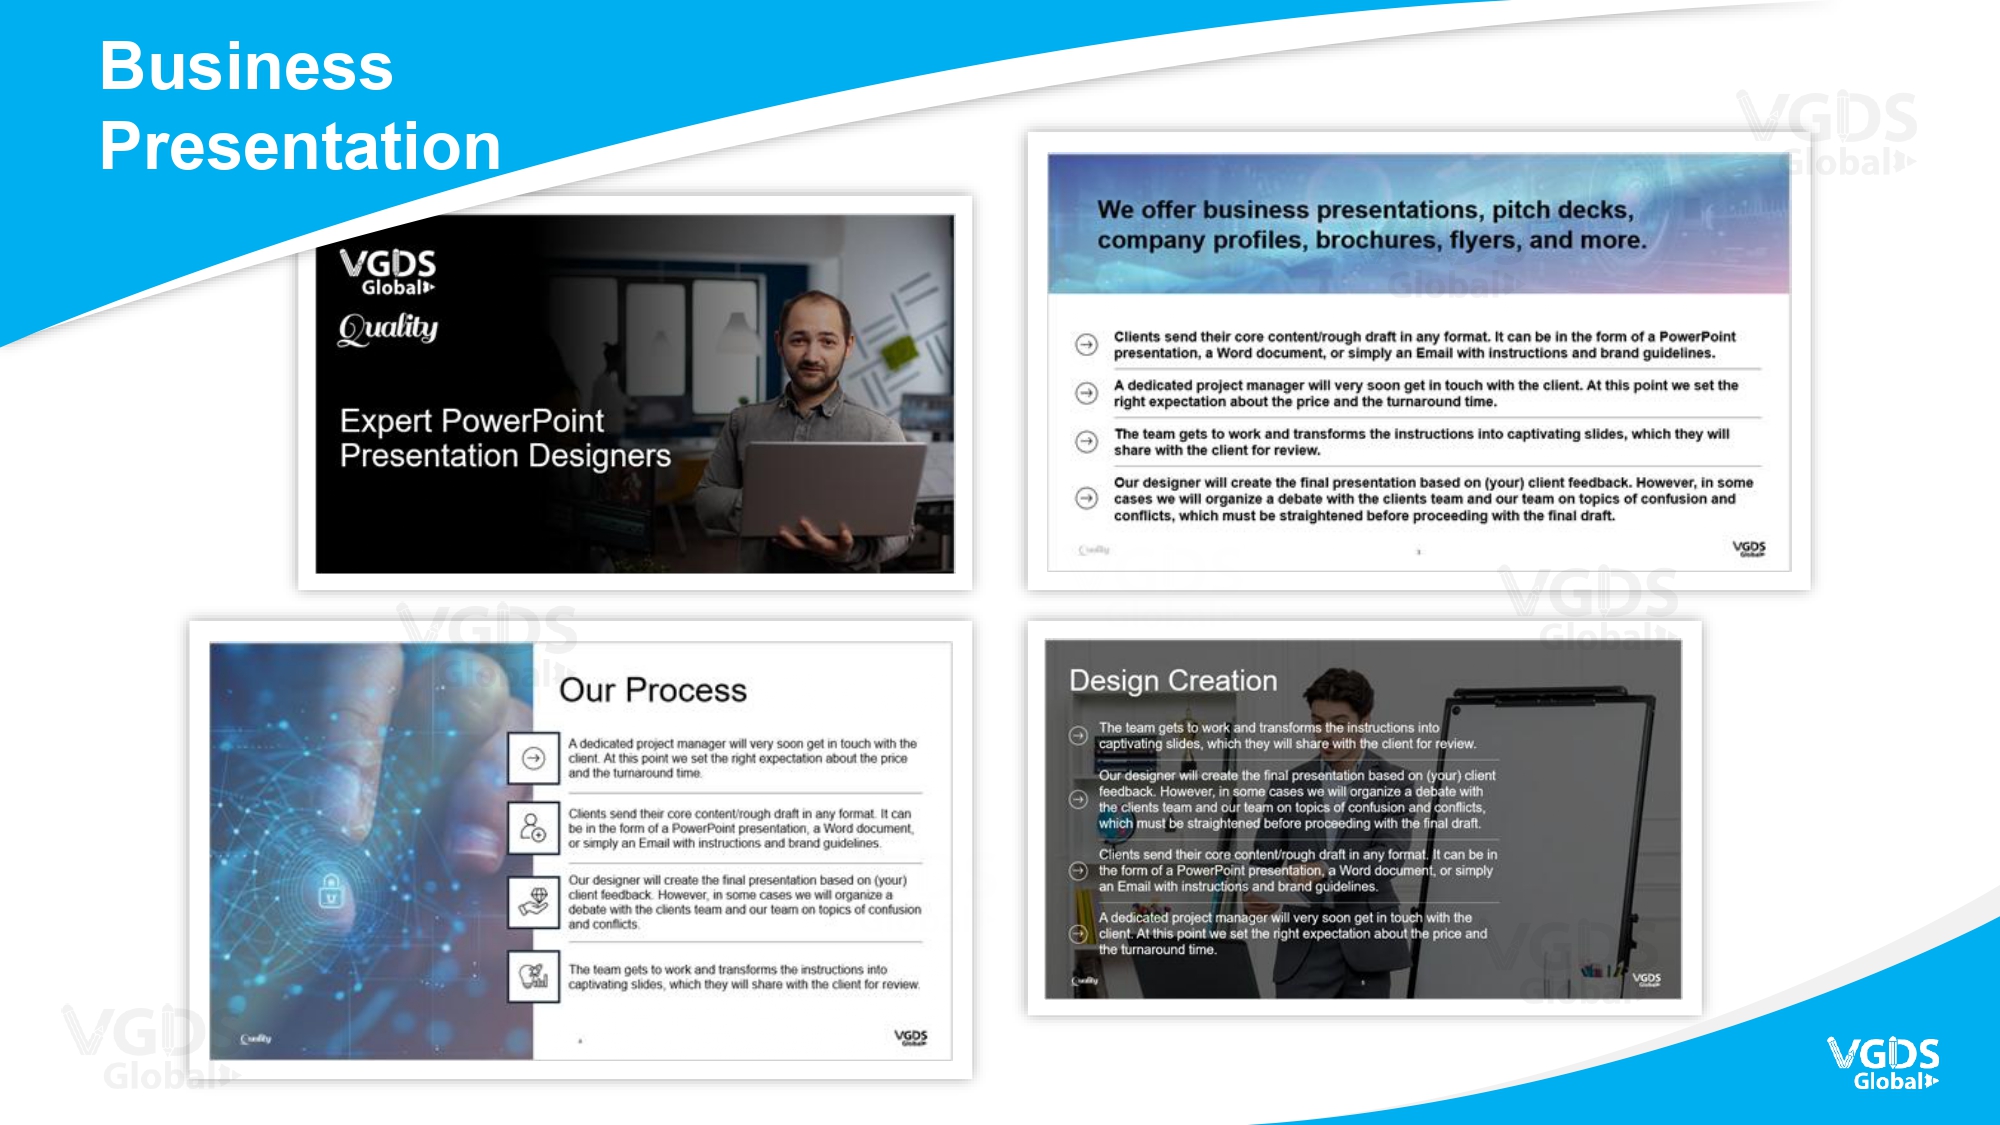 Business
Presentation
VGDS
Global
VGDS
Global
Quality
Expert PowerPoint
Presentation Designers
We offer business presentations, pitch decks,
company profiles, brochures, flyers, and more.
Global
Clients send their core content/rough draft in any format. It can be in the form of a PowerPoint
presentation, a Word document, or simply an Email with instructions and brand guidelines.
A dedicated project manager will very soon get in touch with the client. At this point we set the
right expectation about the price and the turnaround time.
The team gets to work and transforms the instructions into captivating slides, which they will
share with the client for review.
Our designer will create the final presentation based on (your) client feedback. However, in some
cases we will organize a debate with the clients team and our team on topics of confusion and
conflicts, which must be straightened before proceeding with the final draft.
Quality
VGDS
Global
VGDS
Global
VGDS
Global
Our Process
A dedicated project manager will very soon get in touch with the
client. At this point we set the right expectation about the price
and the turnaround time.
Clients send their core content/rough draft in any format. It can
be in the form of a PowerPoint presentation, a Word document,
or simply an Email with instructions and brand guidelines.
Our designer will create the final presentation based on (your)
client feedback. However, in some cases we will organize a
debate with the clients team and our team on topics of confusion
and conflicts.
The team gets to work and transforms the instructions into
captivating slides, which they will share with the client for review.
Quality
VGDS
Global
VGDS
Global
Design Creation
The team gets to work and transforms the instructions into
captivating slides, which they will share with the client for review.
Our designer will create the final presentation based on (your) client
feedback. However, in some cases we will organize a debate with
the clients team and our team on topics of confusion and conflicts,
which must be straightened before proceeding with the final draft.
Clients send their core content/rough draft in any format. It can be in
the form of a PowerPoint presentation, a Word document, or simply
an Email with instructions and brand guidelines.
A dedicated project manager will very soon get in touch with the
client. At this point we set the right expectation about the price and
the turnaround time.
Quality
VGDS
Global
VGDS
Global
VGDS
Global